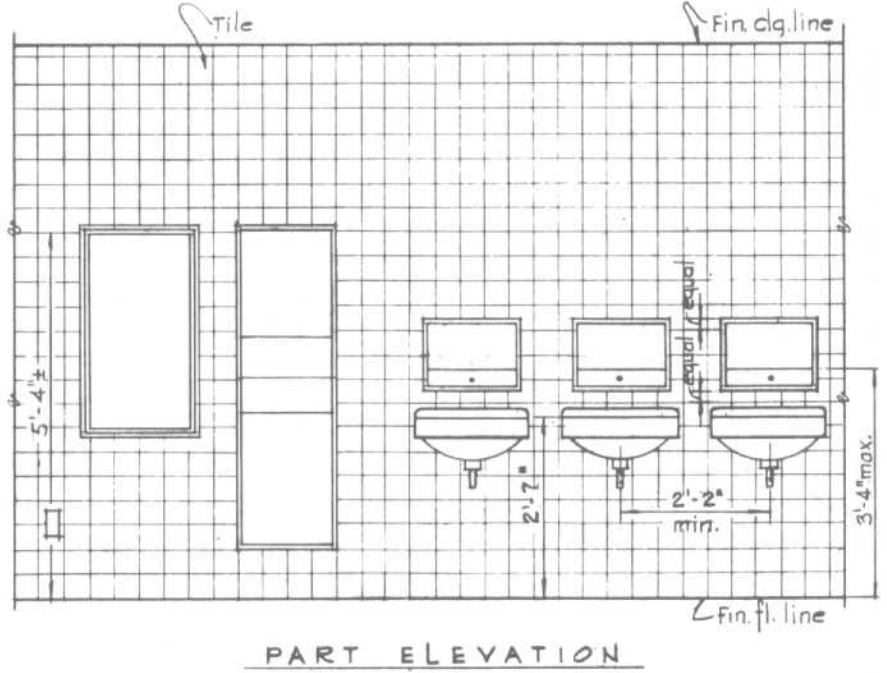 Tile
Fin. clg. line
equal
equal
5'-4"±
2'-7"
2'-2"
min.
3'-4"max.
Fin. fl. line
PART ELEVATION